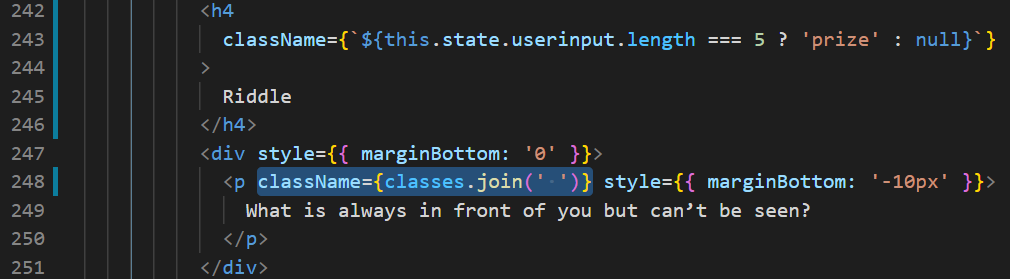 242 <h4
243 className={`${this.state.userinput.length === 5 ? 'prize' : null}`}
244 >
245 Riddle
246 </h4>
247 <div style={{ marginBottom: '0' }}>
248 <p className={classes.join(' ')} style={{ marginBottom: '-10px' }}>
249 What is always in front of you but can’t be seen?
250 </p>
251 </div>